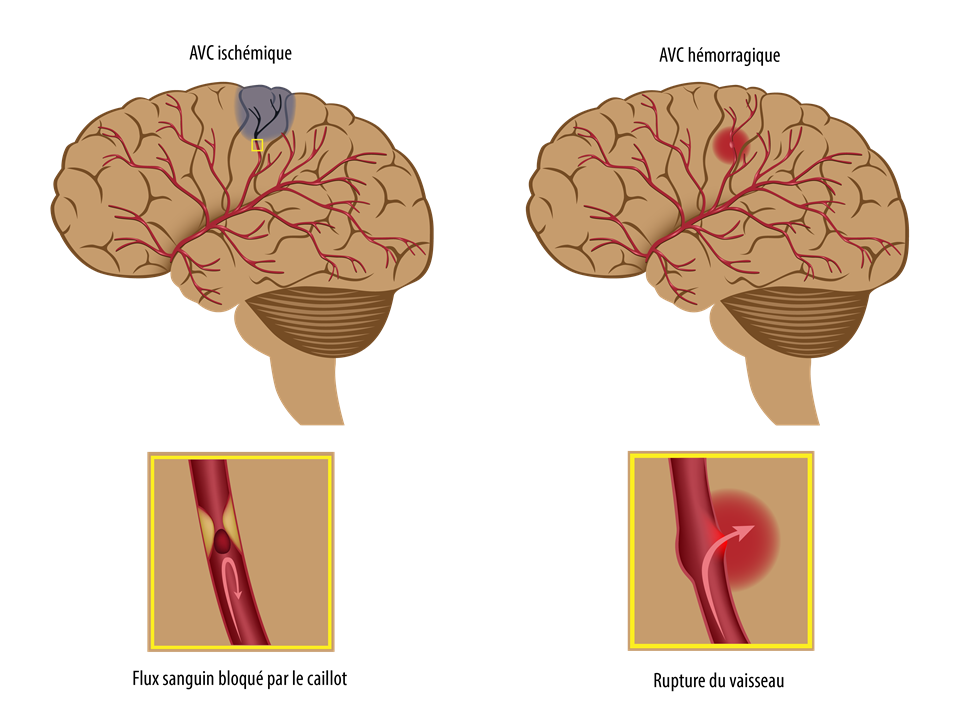 AVC ischémique
AVC hémorragique
Flux sanguin bloqué par le caillot
Rupture du vaisseau